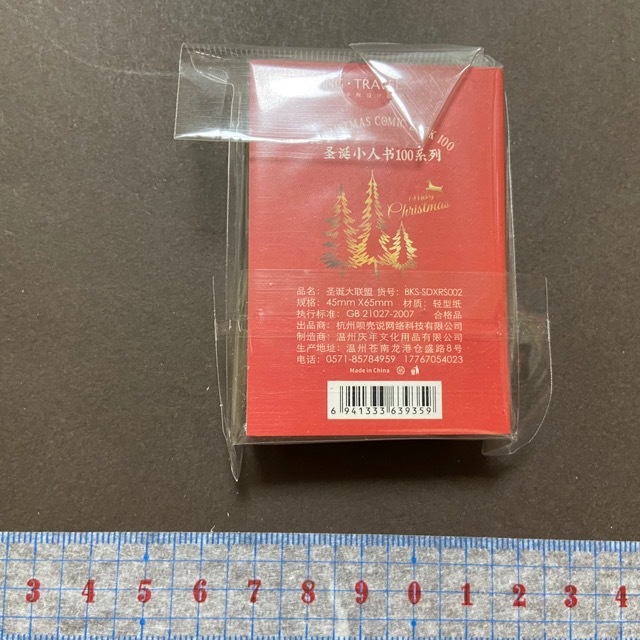 TRA
MAS COMIC
K 100
圣诞小人书100系列
Merry
Christmas
品名：圣诞大联盟 货号：BKS-SDXRS002
规格：45mm X65mm 材质：轻型纸
执行标准：GB 21027-2007 合格品
出品商：杭州呗壳说网络科技有限公司
制造商：温州庆年文化用品有限公司
生产地址：温州苍南龙港仓盛路8号
电话：0571-85784959 17767054023
Made in China
6 941333 639359
3 4 5 6 7 8 9 10 1 2 3 4